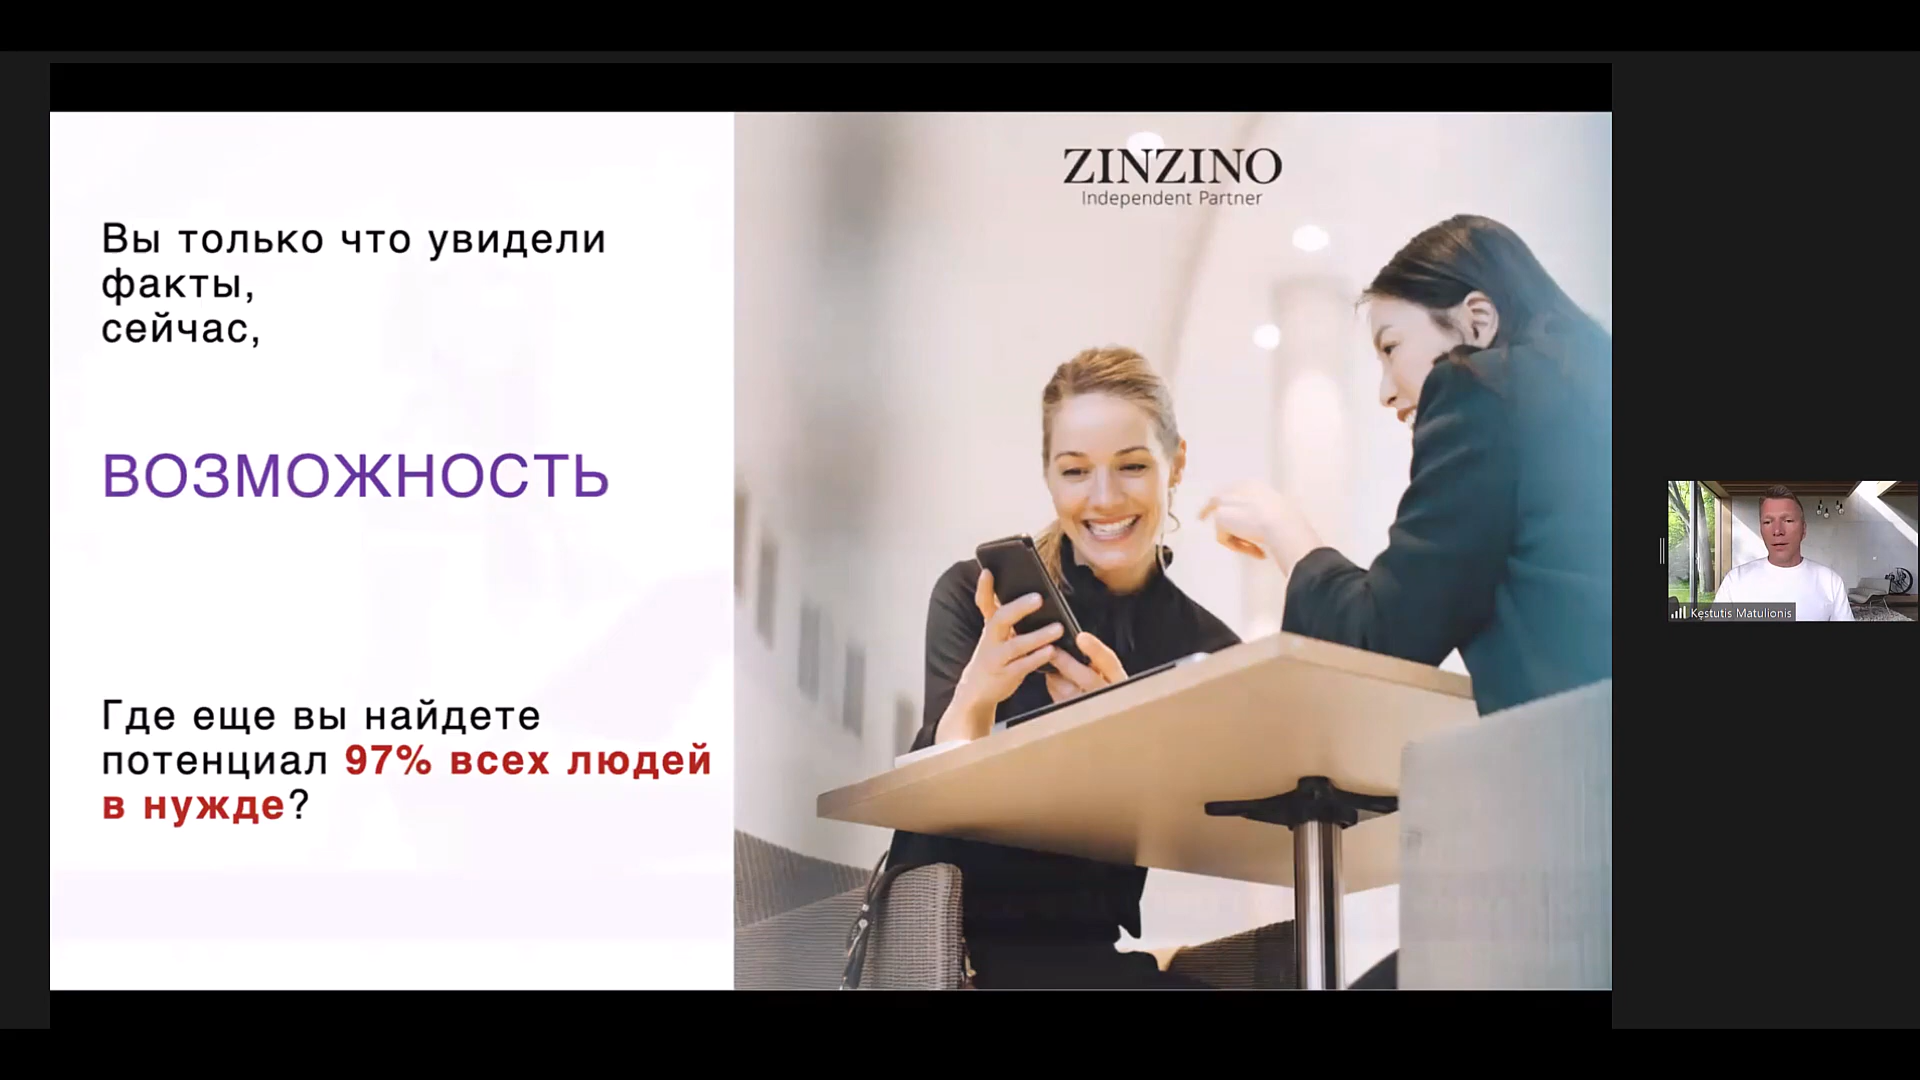 ZINZINO
Independent Partner
Вы только что увидели
факты,
сейчас,
ВОЗМОЖНОСТЬ
Где еще вы найдете
потенциал 97% всех людей
в нужде?
Kęstutis Matulionis